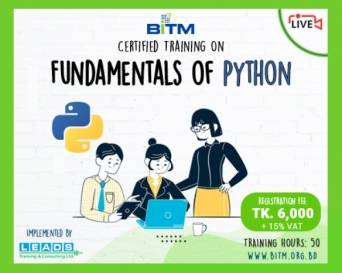 LIVE
BiTM
CERTIFIED TRAINING ON
FUNDAMENTALS OF PYTHON
REGISTRATION FEE
TK. 6,000
+ 15% VAT
IMPLEMENTED BY
LEADS
Training & Consulting Ltd
TRAINING HOURS: 50
WWW.BITM.ORG.BD